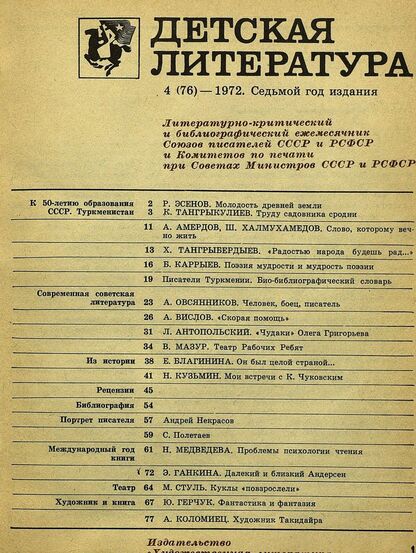 ДЕТСКАЯ
ЛИТЕРАТУРА
4 (76) — 1972. Седьмой год издания
Литературно-критический
и библиографический ежемесячник
Союзов писателей СССР и РСФСР
и Комитетов по печати
при Советах Министров СССР и РСФСР
К 50-летию образования 2 Р. ЭСЕНОВ. Молодость древней земли
СССР. Туркменистан 3 К. ТАНГРЫКУЛИЕВ. Труду садовника сродни
11 А. АМЕРДОВ, Ш. ХАЛМУХАМЕДОВ. Слово, которому веч-
но жить
13 Х. ТАНГРЫБЕРДЫЕВ. «Радостью народа будешь рад...»
16 Б. КАРРЫЕВ. Поэзия мудрости и мудрость поэзии
19 Писатели Туркмении. Био-библиографический словарь
Современная советская
литература 23 А. ОВСЯННИКОВ. Человек, боец, писатель
26 А. ВИСЛОВ. «Скорая помощь»
31 Л. АНТОПОЛЬСКИЙ. «Чудаки» Олега Григорьева
34 В. МАЗУР. Театр Рабочих Ребят
Из истории 38 Е. БЛАГИНИНА. Он был целой страной...
41 Н. КУЗЬМИН. Мои встречи с К. Чуковским
Рецензии 45
Библиография 54
Портрет писателя 57 Андрей Некрасов
59 С. Полетаев
Международный год 61 Н. МЕДВЕДЕВА. Проблемы психологии чтения
книги
72 Э. ГАНКИНА. Далекий и близкий Андерсен
Театр 64 М. СТУЛЬ. Куклы «повзрослели»
Художник и книга 67 Ю. ГЕРЧУК. Фантастика и фантазия
77 А. КОЛОМИЕЦ. Художник Такидайра
Издательство
«Художественная литература